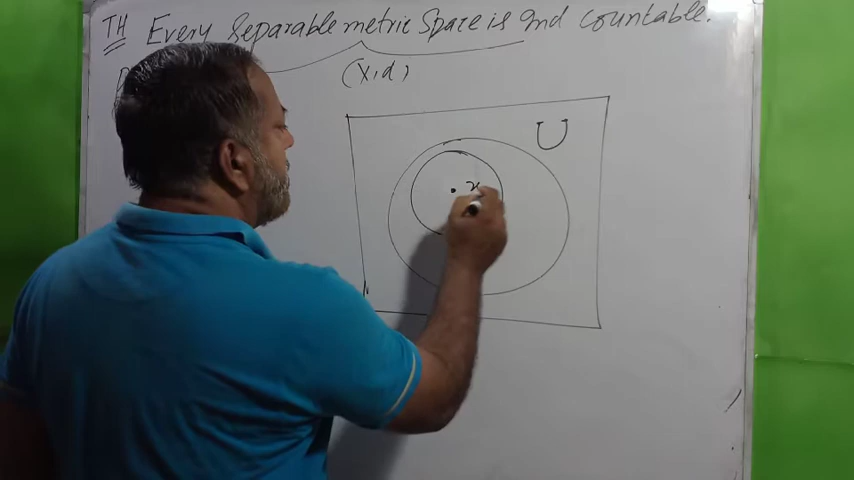 TH Every Separable metric Space is 2nd countable.
(X,d)
U
x